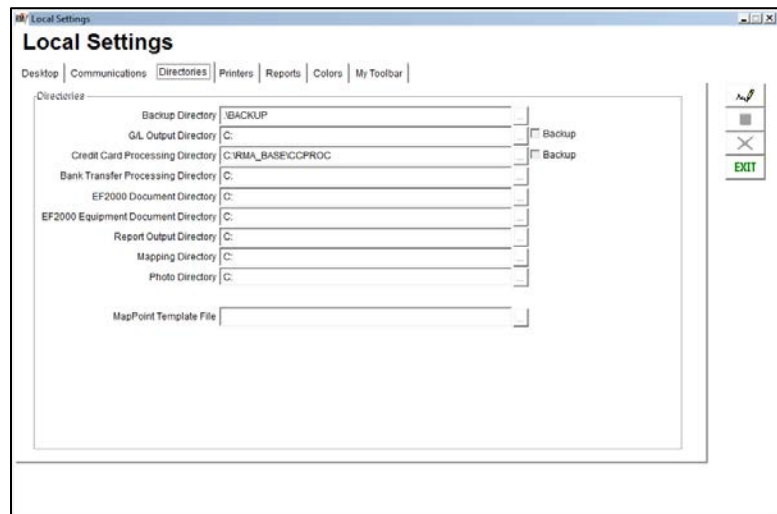 Local Settings
Local Settings
Desktop Communications Directories Printers Reports Colors My Toolbar
Directories
Backup Directory .\BACKUP ...
G/L Output Directory C: ... Backup
Credit Card Processing Directory C:\RMA_BASE\CCPROC ... Backup
Bank Transfer Processing Directory C: ...
EF2000 Document Directory C: ...
EF2000 Equipment Document Directory C: ...
Report Output Directory C: ...
Mapping Directory C: ...
Photo Directory C: ...
MapPoint Template File ...
EXIT